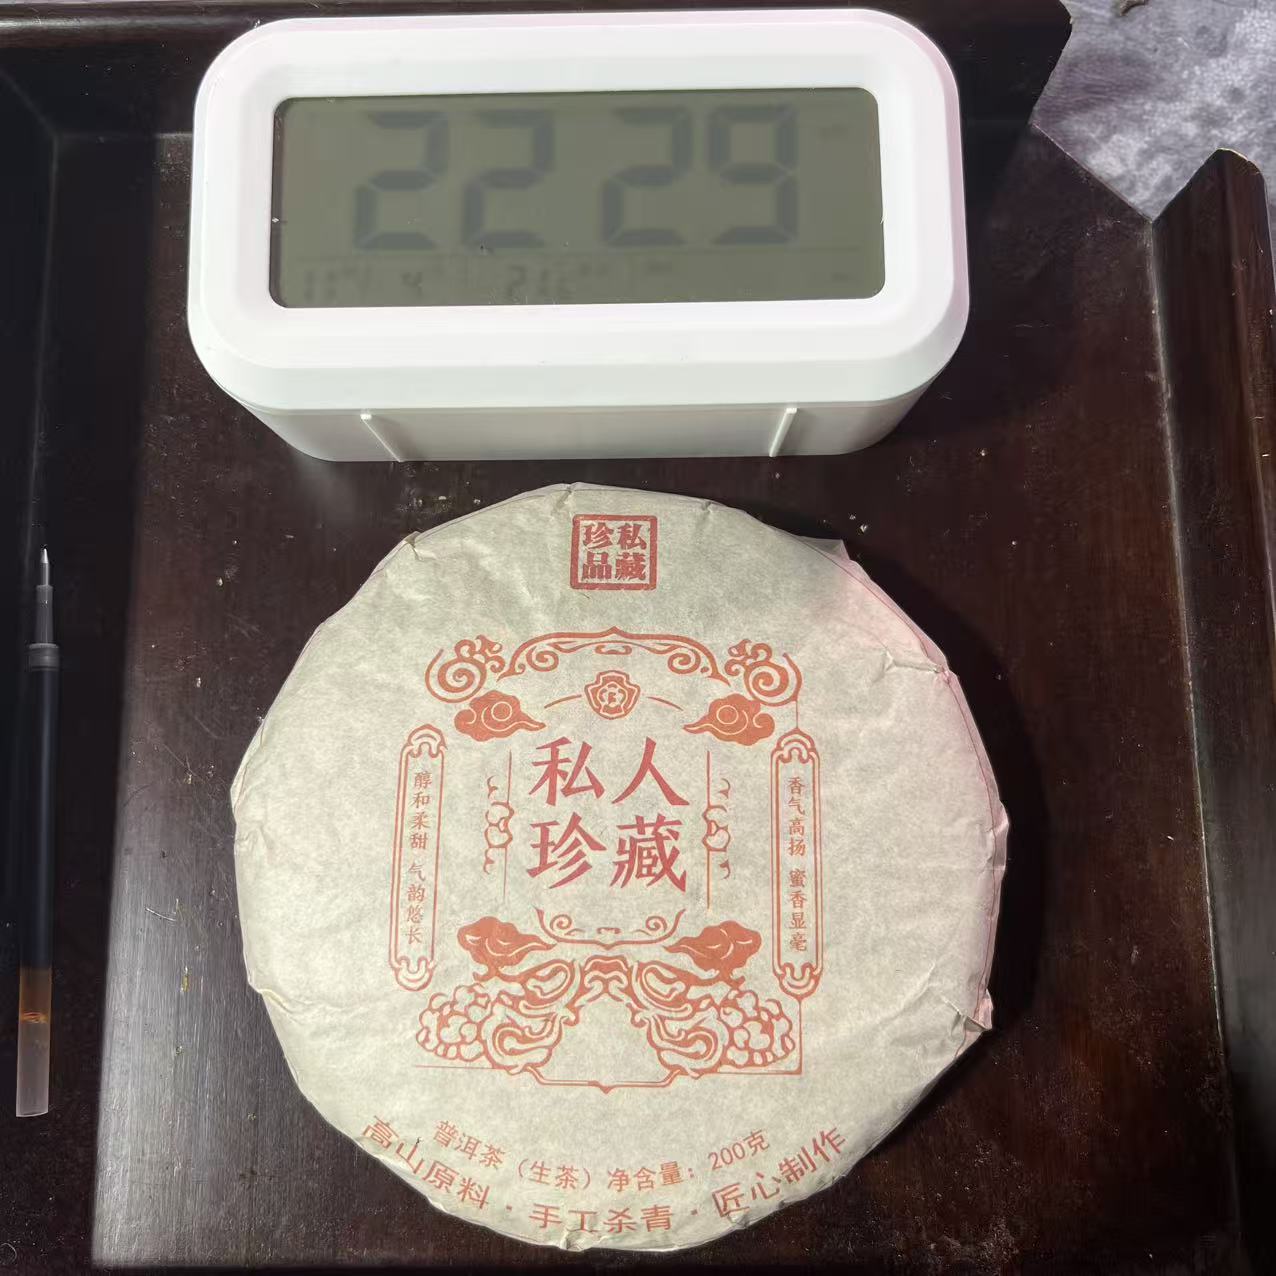 22 29
私藏
珍品
私人
珍藏
香气高扬 蜜香显毫
醇和柔甜 气韵悠长
普洱茶（生茶）净含量：200克
高山原料·手工杀青·匠心制作